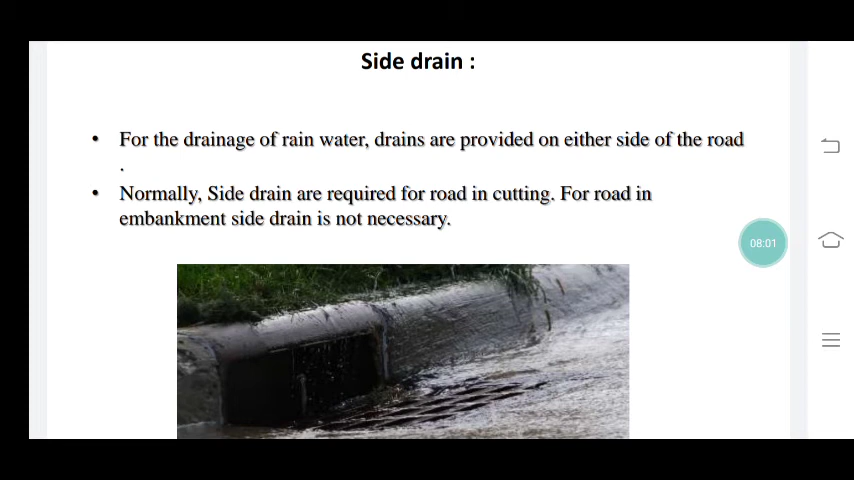 Side drain :
• For the drainage of rain water, drains are provided on either side of the road
.
• Normally, Side drain are required for road in cutting. For road in
embankment side drain is not necessary.
08:01